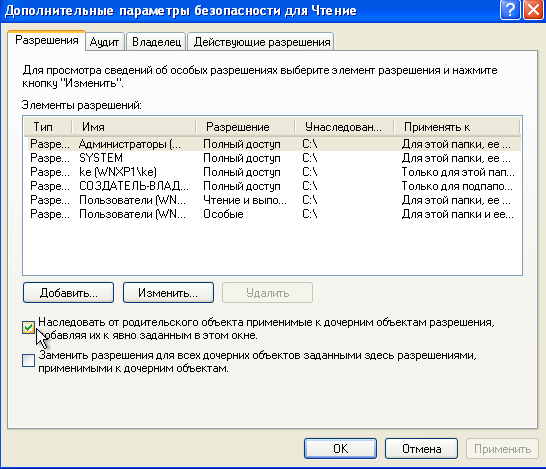 Дополнительные параметры безопасности для Чтение
Разрешения Аудит Владелец Действующие разрешения
Для просмотра сведений об особых разрешениях выберите элемент разрешения и нажмите
кнопку "Изменить".
Элементы разрешений:
Тип Имя Разрешение Унаследован... Применять к
Разре... Администраторы (... Полный доступ C:\ Для этой папки, ее ...
Разре... SYSTEM Полный доступ C:\ Для этой папки, ее ...
Разре... ke (WNXP1\ke) Полный доступ C:\ Только для этой пап...
Разре... СОЗДАТЕЛЬ-ВЛАД... Полный доступ C:\ Только для подпапо...
Разре... Пользователи (WN... Чтение и выпо... C:\ Для этой папки, ее ...
Разре... Пользователи (WN... Особые C:\ Для этой папки и ее...
Добавить... Изменить... Удалить
Наследовать от родительского объекта применимые к дочерним объектам разрешения,
добавляя их к явно заданным в этом окне.
Заменить разрешения для всех дочерних объектов заданными здесь разрешениями,
применимыми к дочерним объектам.
OK Отмена Применить